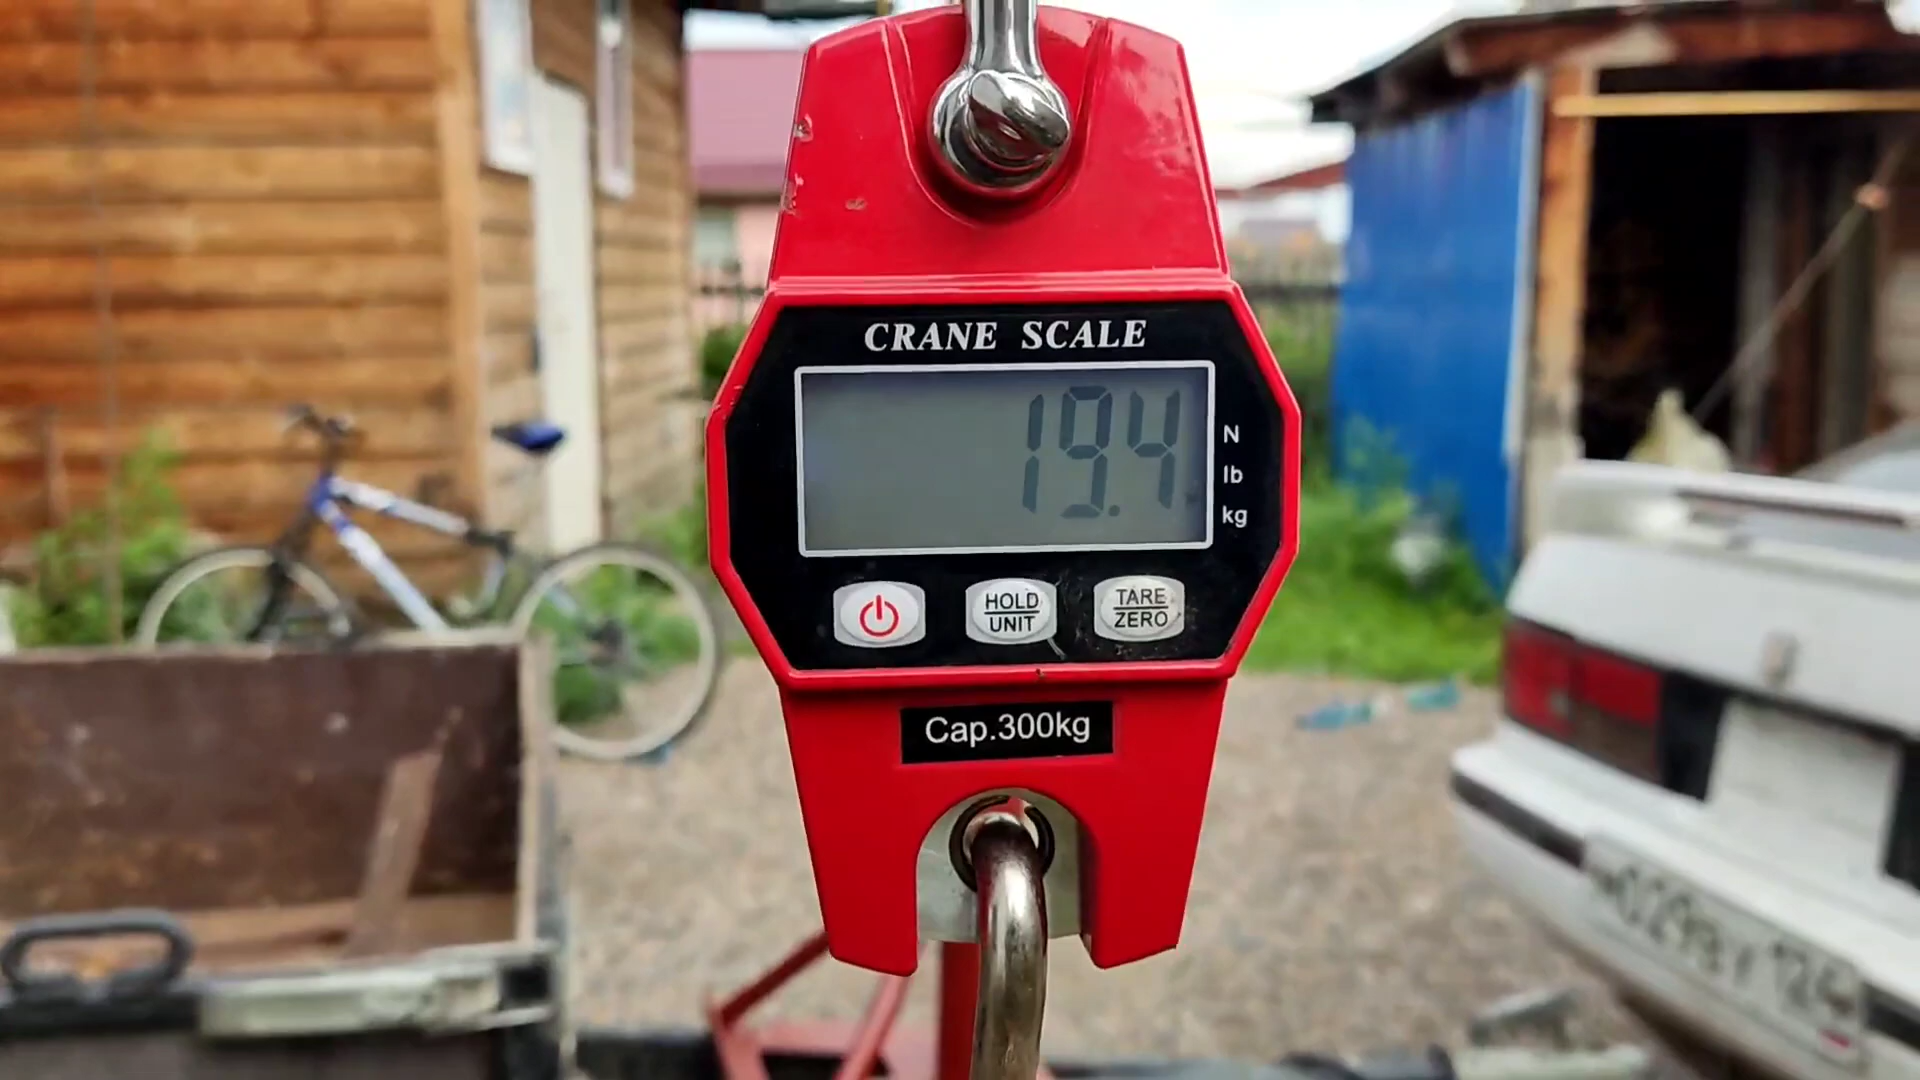 CRANE SCALE
19.4
N
lb
kg
HOLD
UNIT
TARE
ZERO
Cap.300kg